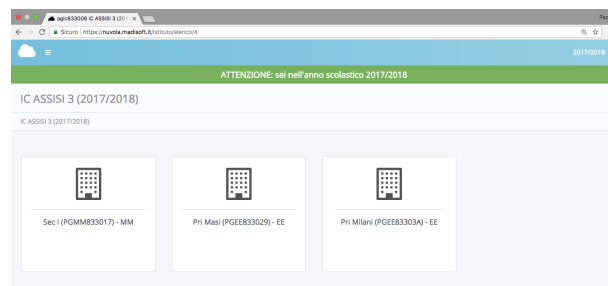 pgic833006 IC ASSISI 3 (201
Sicuro https://nuvola.madisoft.it/istituto/elenco/4
2017/2018
ATTENZIONE: sei nell'anno scolastico 2017/2018
IC ASSISI 3 (2017/2018)
IC ASSISI 3 (2017/2018)
Sec I (PGMM833017) - MM
Pri Masi (PGEE833029) - EE
Pri Milani (PGEE83303A) - EE